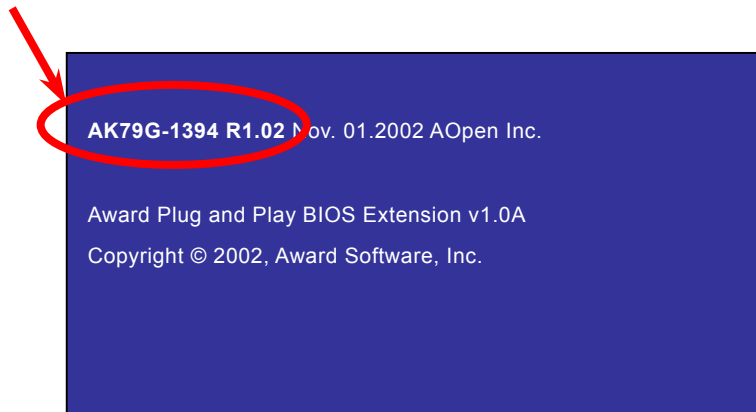 AK79G-1394 R1.02 Nov. 01.2002 AOpen Inc.
Award Plug and Play BIOS Extension v1.0A
Copyright © 2002, Award Software, Inc.